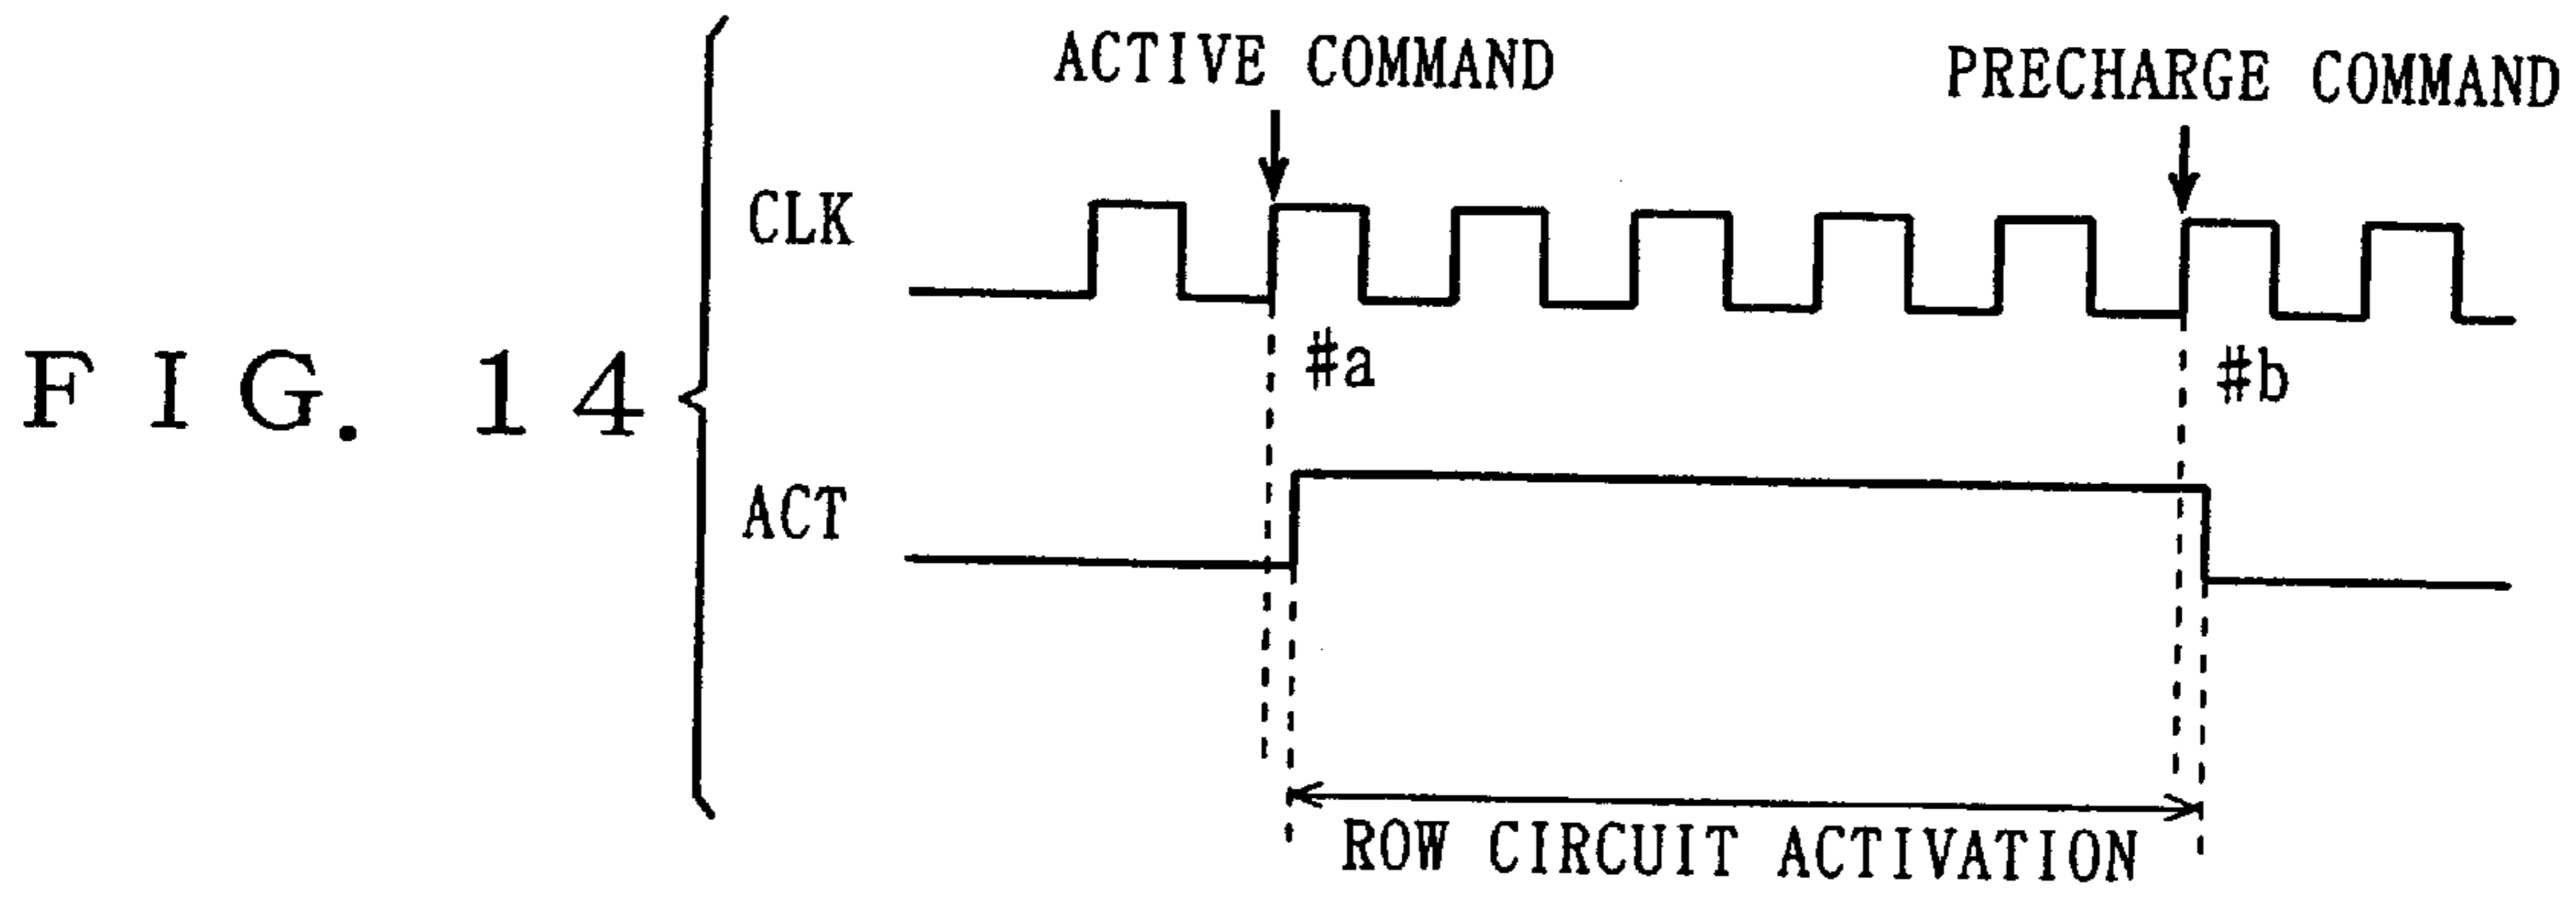 ACTIVE COMMAND
PRECHARGE COMMAND
CLK
#a
#b
FIG. 14
ACT
ROW CIRCUIT ACTIVATION